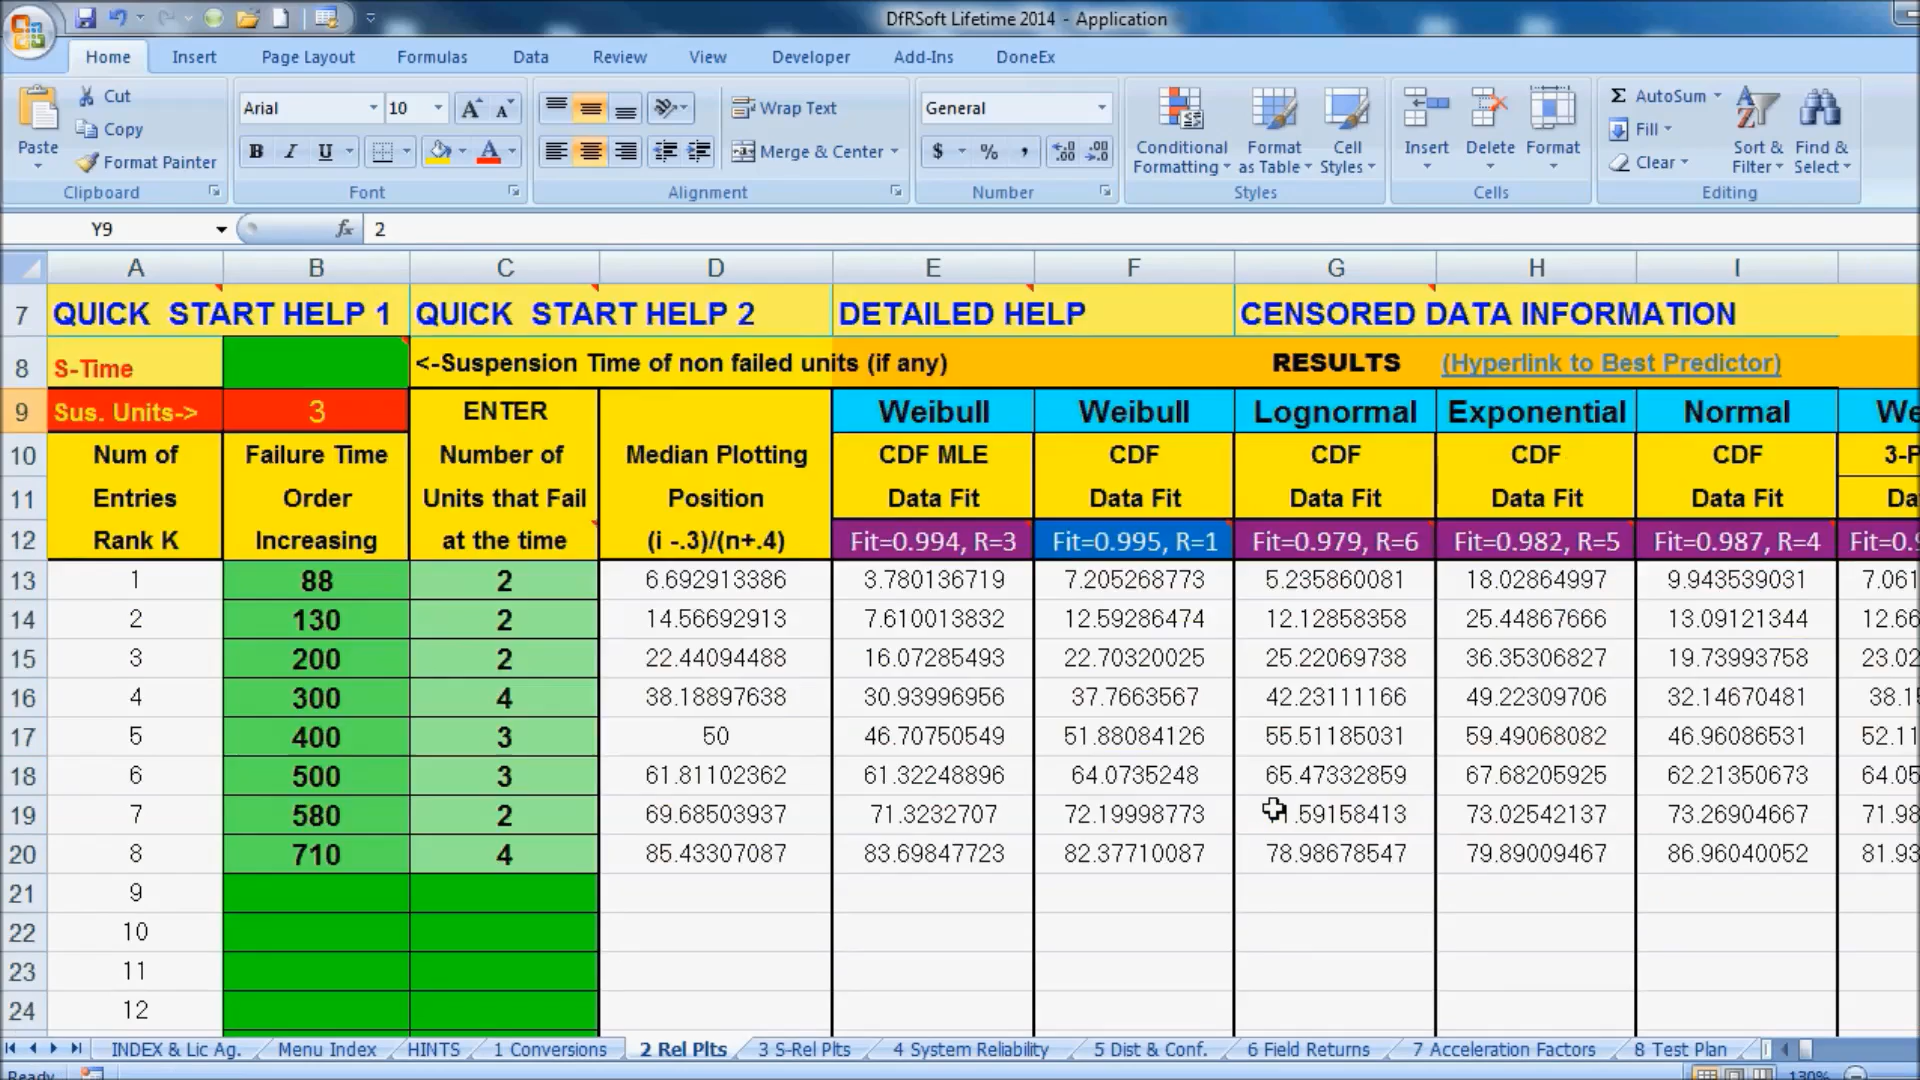 DfRSoft Lifetime 2014 - Application
Home Insert Page Layout Formulas Data Review View Developer Add-Ins DoneEx
Paste Cut Copy Format Painter Clipboard
Arial 10 B I U Font
Wrap Text Merge & Center Alignment
General $ % , Number
Conditional Formatting Format as Table Cell Styles Styles
Insert Delete Format Cells
Σ AutoSum Fill Clear Sort & Filter Find & Select Editing
Y9 fx 2
A B C D E F G H I
7 QUICK START HELP 1 QUICK START HELP 2 DETAILED HELP CENSORED DATA INFORMATION
8 S-Time <-Suspension Time of non failed units (if any) RESULTS (Hyperlink to Best Predictor)
9 Sus. Units-> 3 ENTER Weibull Weibull Lognormal Exponential Normal We
10 Num of Failure Time Number of Median Plotting CDF MLE CDF CDF CDF CDF 3-P
11 Entries Order Units that Fail Position Data Fit Data Fit Data Fit Data Fit Data Fit Da
12 Rank K Increasing at the time (i -.3)/(n+.4) Fit=0.994, R=3 Fit=0.995, R=1 Fit=0.979, R=6 Fit=0.982, R=5 Fit=0.987, R=4 Fit=0.9
13 1 88 2 6.692913386 3.780136719 7.205268773 5.235860081 18.02864997 9.943539031 7.061
14 2 130 2 14.56692913 7.610013832 12.59286474 12.12858358 25.44867666 13.09121344 12.66
15 3 200 2 22.44094488 16.07285493 22.70320025 25.22069738 36.35306827 19.73993758 23.02
16 4 300 4 38.18897638 30.93996956 37.7663567 42.23111166 49.22309706 32.14670481 38.1
17 5 400 3 50 46.70750549 51.88084126 55.51185031 59.49068082 46.96086531 52.11
18 6 500 3 61.81102362 61.32248896 64.0735248 65.47332859 67.68205925 62.21350673 64.05
19 7 580 2 69.68503937 71.3232707 72.19998773 .59158413 73.02542137 73.26904667 71.98
20 8 710 4 85.43307087 83.69847723 82.37710087 78.98678547 79.89009467 86.96040052 81.93
21 9
22 10
23 11
24 12
INDEX & Lic Ag. Menu Index HINTS 1 Conversions 2 Rel Plts 3 S-Rel Plts 4 System Reliability 5 Dist & Conf. 6 Field Returns 7 Acceleration Factors 8 Test Plan
Ready 130%